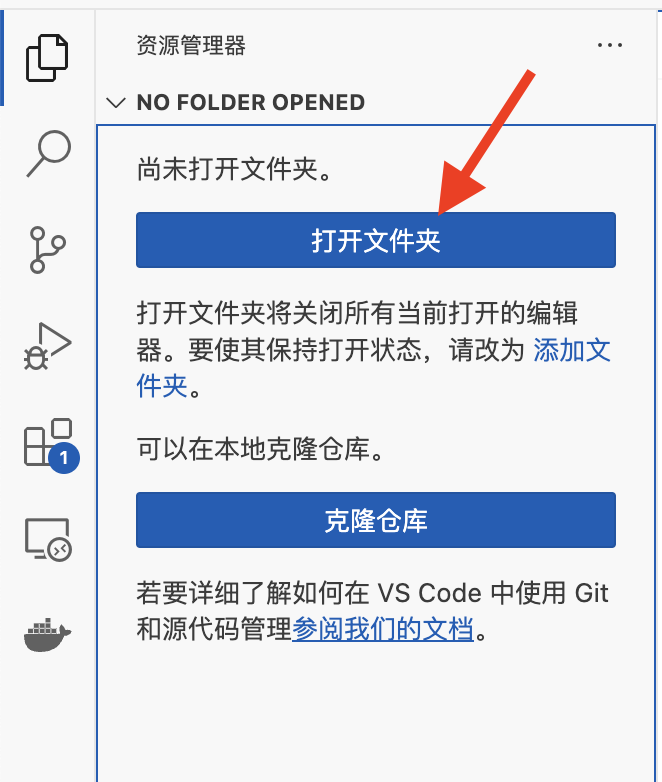 资源管理器
NO FOLDER OPENED
尚未打开文件夹。
打开文件夹
打开文件夹将关闭所有当前打开的编辑
器。要使其保持打开状态，请改为 添加文
件夹。
可以在本地克隆仓库。
1
克隆仓库
若要详细了解如何在 VS Code 中使用 Git
和源代码管理参阅我们的文档。